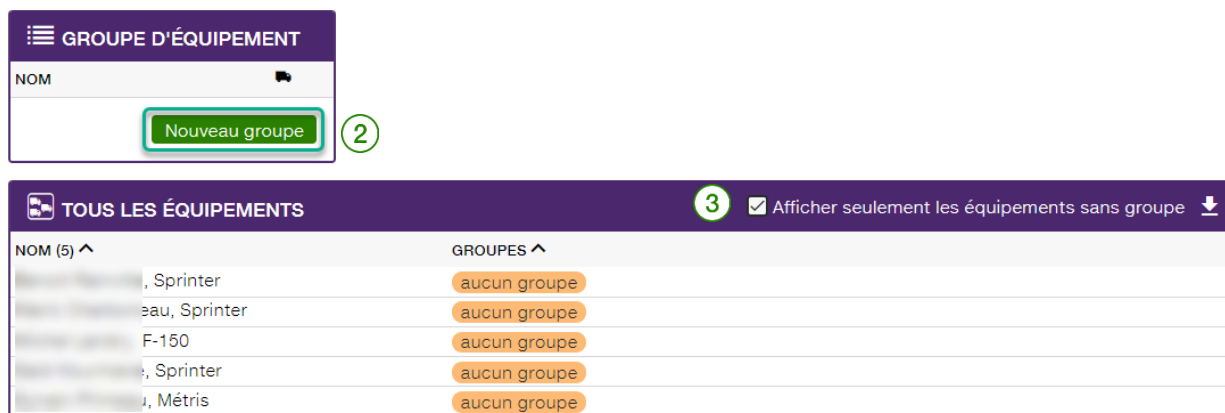 GROUPE D'ÉQUIPEMENT
NOM
Nouveau groupe
2
TOUS LES ÉQUIPEMENTS
3 Afficher seulement les équipements sans groupe
NOM (5) GROUPES
, Sprinter aucun groupe
eau, Sprinter aucun groupe
F-150 aucun groupe
, Sprinter aucun groupe
, Métris aucun groupe